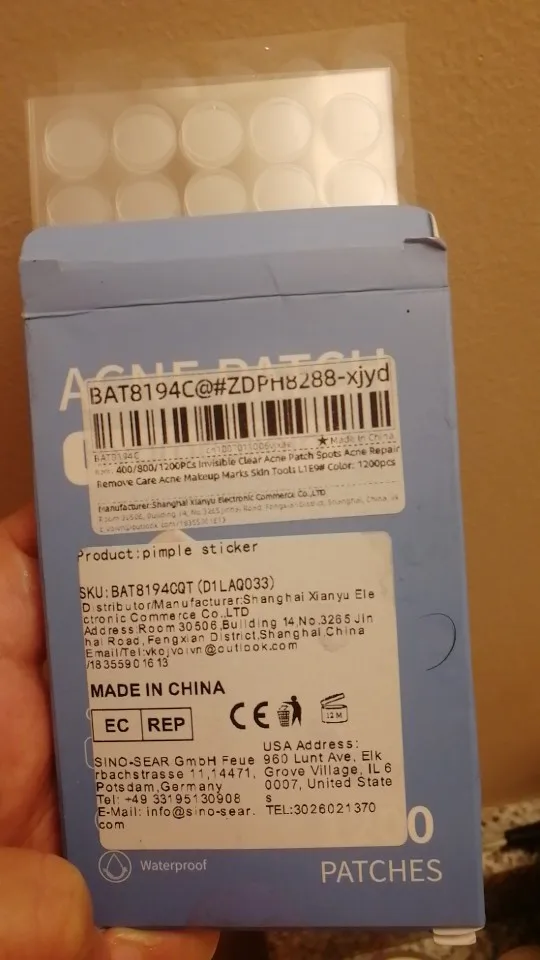 ACNE PATCH
BAT8194C@#ZDPH8288-xjyd
BAT8194C
★Made In China
400/800/1200PCs Invisible Clear Acne Patch Spots Acne Repair
Remove Care Acne Makeup Marks Skin Tools L1E9# Color: 1200pcs
Manufacturer:Shanghai Xianyu Electronic Commerce Co.,LTD
Product:pimple sticker
SKU:BAT8194CQT(D1LAQ033)
Distributor/Manufacturer:Shanghai Xianyu Ele
ctronic Commerce Co.,LTD
Address:Room 30506,Building 14,No.3265 Jin
hai Road, Fengxian District,Shanghai,China
Email/Tel:vkojvoivn@outlook.com
/18355901613
MADE IN CHINA
EC REP
CE
12M
SINO-SEAR GmbH Feue
rbachstrasse 11,14471,
Potsdam,Germany
Tel: +49 33195130908
E-Mail: info@sino-sear.
com
USA Address:
960 Lunt Ave, Elk
Grove Village, IL 6
0007, United State
s
TEL:3026021370
0
PATCHES
Waterproof